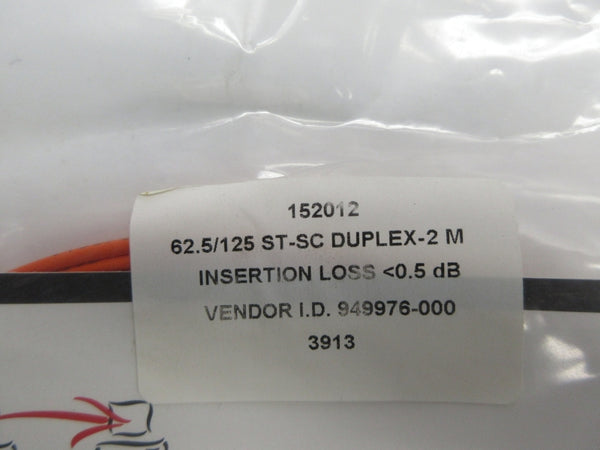 152012
62.5/125 ST-SC DUPLEX-2 M
INSERTION LOSS <0.5 dB
VENDOR I.D. 949976-000
3913